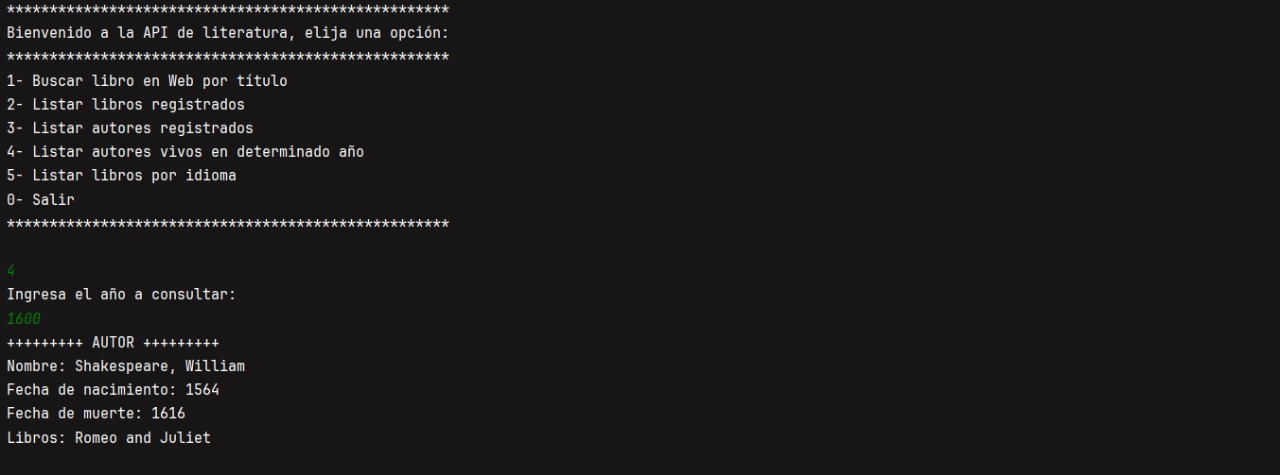 ****************************************************
Bienvenido a la API de literatura, elija una opción:
****************************************************
1- Buscar libro en Web por título
2- Listar libros registrados
3- Listar autores registrados
4- Listar autores vivos en determinado año
5- Listar libros por idioma
0- Salir
****************************************************
4
Ingresa el año a consultar:
1600
+++++++++ AUTOR +++++++++
Nombre: Shakespeare, William
Fecha de nacimiento: 1564
Fecha de muerte: 1616
Libros: Romeo and Juliet